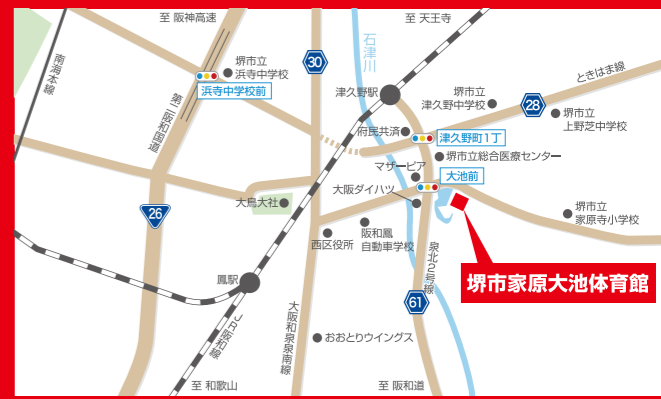 至 阪神高速
至 天王寺
南海本線
堺市立
浜寺中学校
浜寺中学校前
第二阪和国道
30
石津川
津久野駅
堺市立
津久野中学校
ときはま線
28
堺市立
上野芝中学校
府民共済
津久野町1丁
堺市立総合医療センター
マザーピア
大池前
大阪ダイハツ
大鳥大社
26
西区役所
阪和鳳
自動車学校
堺市立
家原寺小学校
泉北2号線
堺市家原大池体育館
鳳駅
61
JR阪和線
大阪和泉泉南線
おおとりウイングス
至 和歌山
至 阪和道